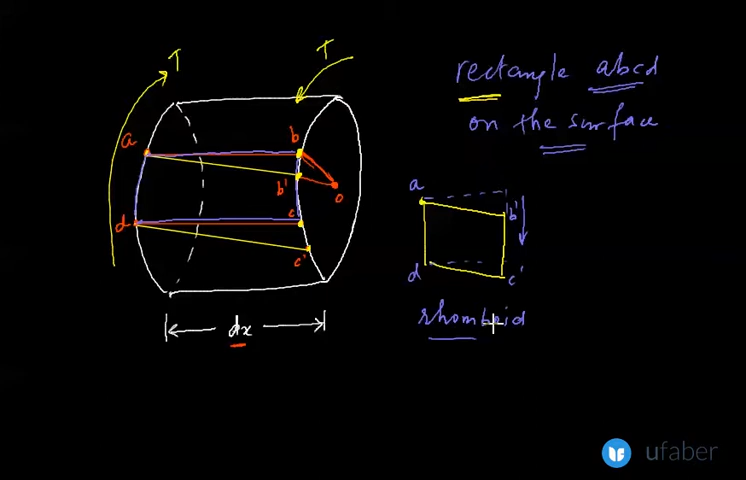 T
T
rectangle abcd
on the surface
a
b
b'
o
d
c
c'
a
b'
d
c'
dx
rhomboid
ufaber